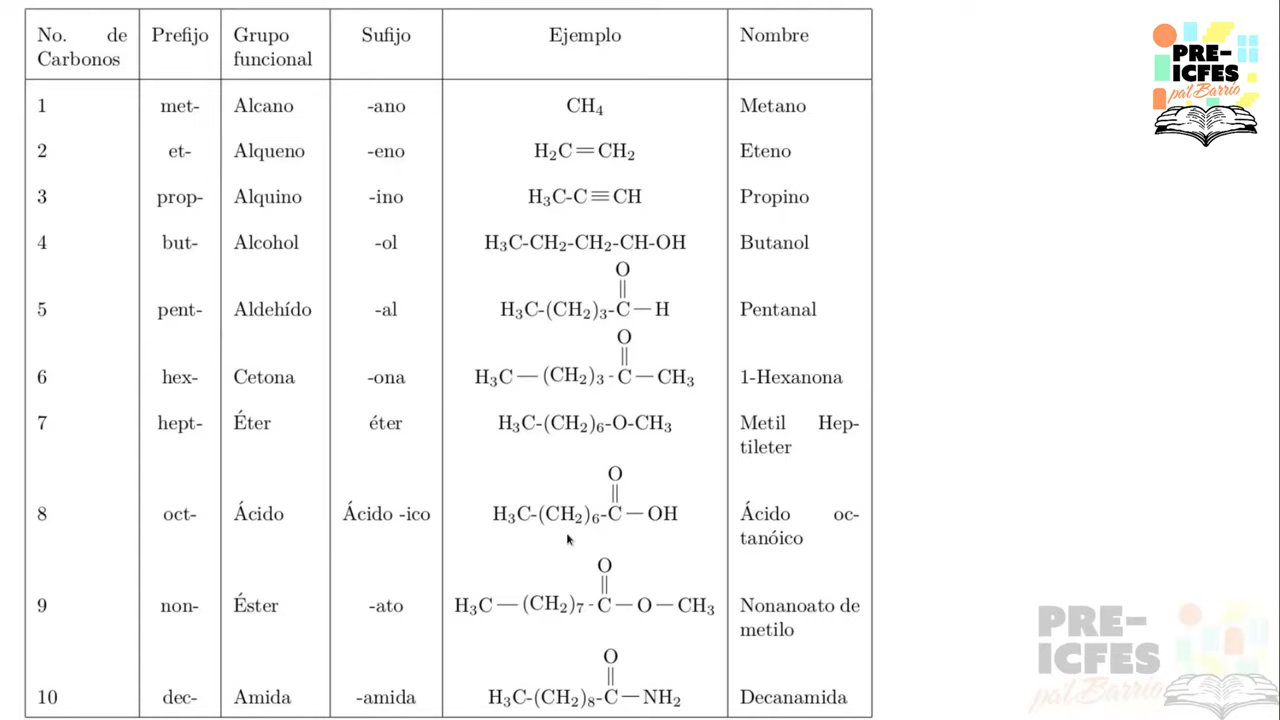 No. de Carbonos Prefijo Grupo funcional Sufijo Ejemplo Nombre
1 met- Alcano -ano CH₄ Metano
2 et- Alqueno -eno H₂C=CH₂ Eteno
3 prop- Alquino -ino H₃C-C≡CH Propino
4 but- Alcohol -ol H₃C-CH₂-CH₂-CH-OH Butanol
O
5 pent- Aldehído -al H₃C-(CH₂)₃-C—H Pentanal
O
6 hex- Cetona -ona H₃C—(CH₂)₃-C—CH₃ 1-Hexanona
7 hept- Éter éter H₃C-(CH₂)₆-O-CH₃ Metil Hep-
tileter
O
8 oct- Ácido Ácido -ico H₃C-(CH₂)₆-C—OH Ácido oc-
tanóico
O
9 non- Éster -ato H₃C—(CH₂)₇-C—O—CH₃ Nonanoato de
metilo
O
10 dec- Amida -amida H₃C-(CH₂)₈-C—NH₂ Decanamida
PRE-
ICFES
pa'l Barrio
PRE-
ICFES
pa'l Barrio